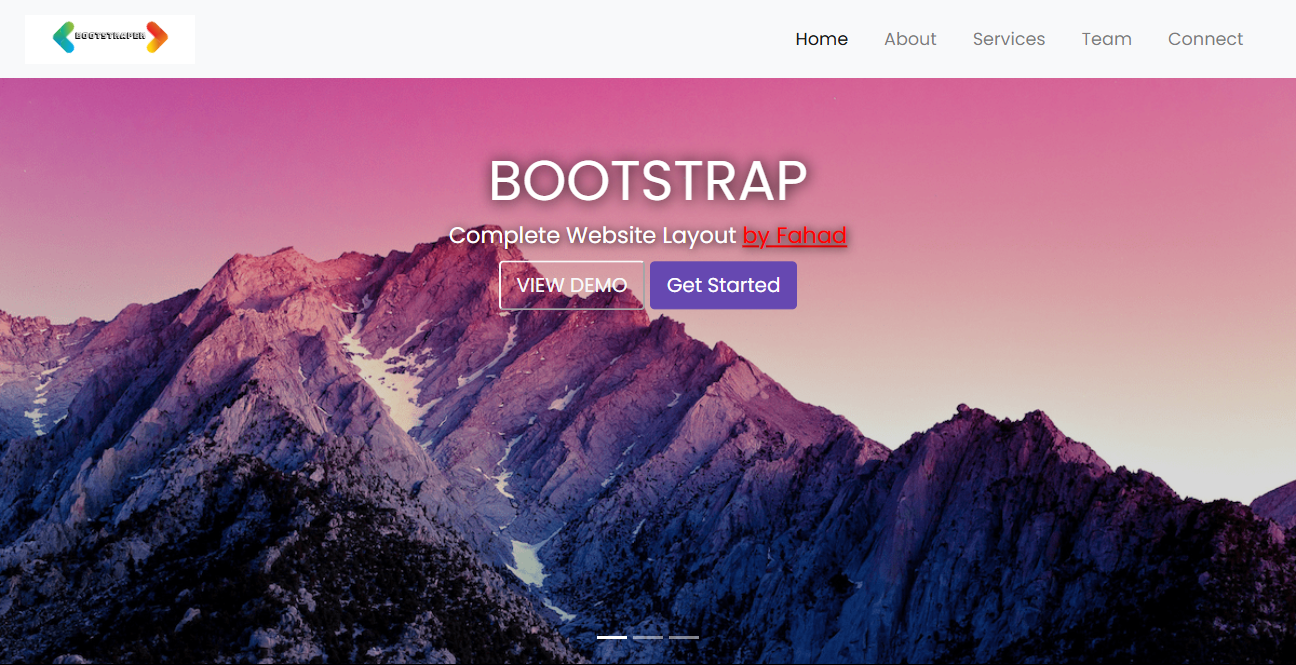 BOOTSTRAPER
Home About Services Team Connect
BOOTSTRAP
Complete Website Layout by Fahad
VIEW DEMO Get Started